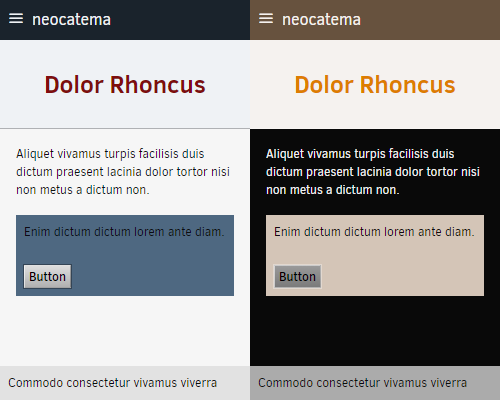 neocatema
Dolor Rhoncus
Aliquet vivamus turpis facilisis duis
dictum praesent lacinia dolor tortor nisi
non metus a dictum non.
Enim dictum dictum lorem ante diam.
Button
Commodo consectetur vivamus viverra
neocatema
Dolor Rhoncus
Aliquet vivamus turpis facilisis duis
dictum praesent lacinia dolor tortor nisi
non metus a dictum non.
Enim dictum dictum lorem ante diam.
Button
Commodo consectetur vivamus viverra